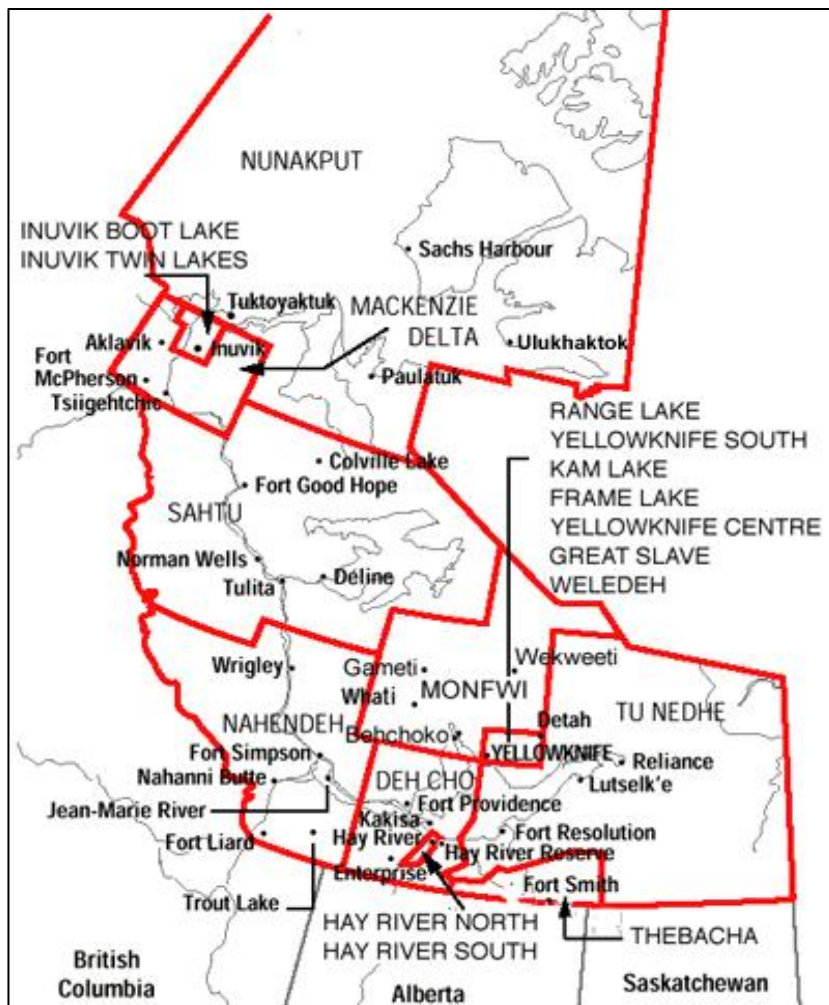 NUNAKPUT
INUVIK BOOT LAKE
INUVIK TWIN LAKES
Sachs Harbour
Tuktoyaktuk
MACKENZIE
DELTA
Aklavik
Inuvik
Ulukhaktok
Fort
McPherson
Paulatuk
Tsiigehtchic
RANGE LAKE
YELLOWKNIFE SOUTH
KAM LAKE
FRAME LAKE
YELLOWKNIFE CENTRE
GREAT SLAVE
WELEDEH
Colville Lake
Fort Good Hope
SAHTU
Norman Wells
Tulita
Deline
Wrigley
Gameti
Wekweeti
Whati
MONFWI
TU NEDHE
NAHENDEH
Behchoko
Detah
Fort Simpson
YELLOWKNIFE
Reliance
Nahanni Butte
DEH CHO
Lutselk'e
Jean-Marie River
Fort Providence
Kakisa
Fort Liard
Hay River
Fort Resolution
Hay River Reserve
Enterprise
Fort Smith
Trout Lake
HAY RIVER NORTH
HAY RIVER SOUTH
THEBACHA
British
Columbia
Alberta
Saskatchewan